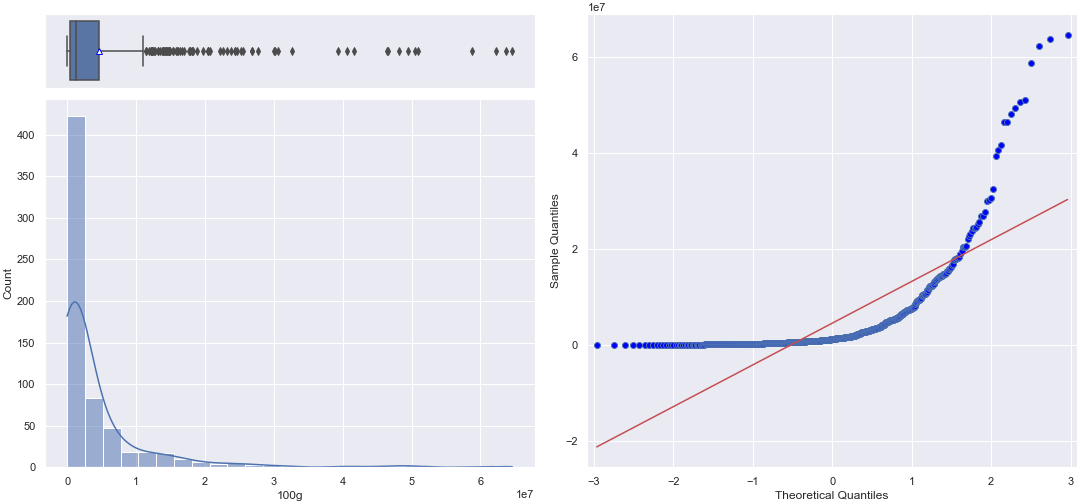 400
350
300
250
200
150
100
50
0
Count
0 1 2 3 4 5 6
100g
1e7
1e7
6
4
2
0
−2
Sample Quantiles
−3 −2 −1 0 1 2 3
Theoretical Quantiles